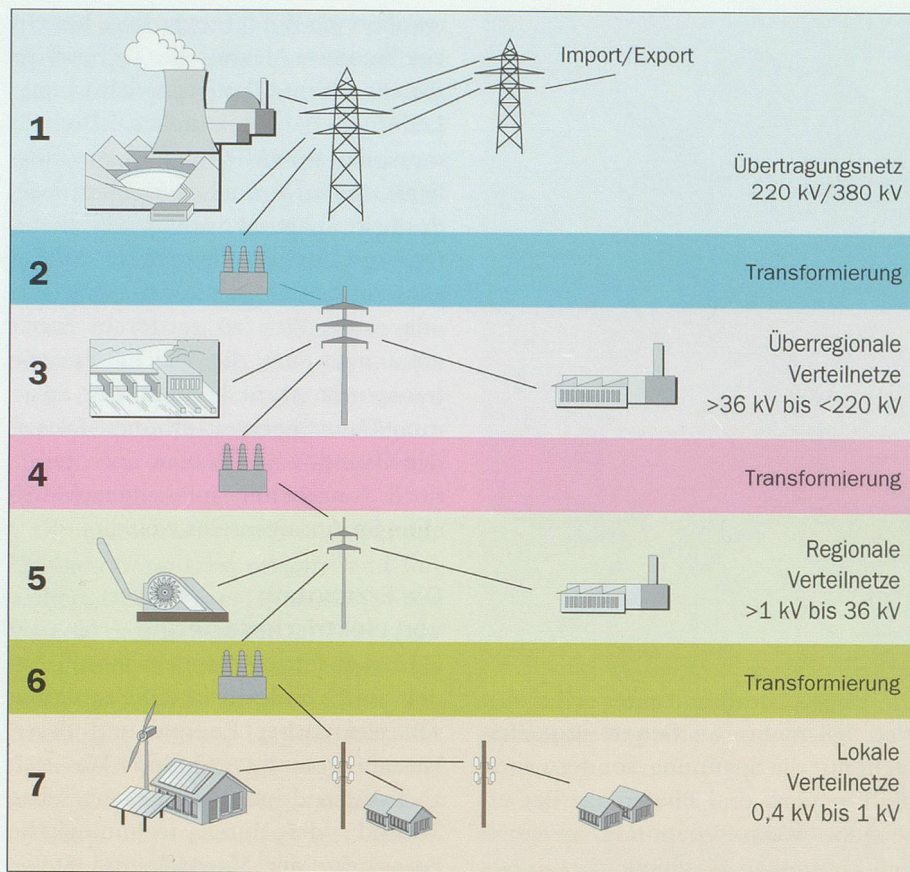 Import/Export
1
Übertragungsnetz
220 kV/380 kV
2
Transformierung
3
Überregionale
Verteilnetze
>36 kV bis <220 kV
4
Transformierung
5
Regionale
Verteilnetze
>1 kV bis 36 kV
6
Transformierung
7
Lokale
Verteilnetze
0,4 kV bis 1 kV